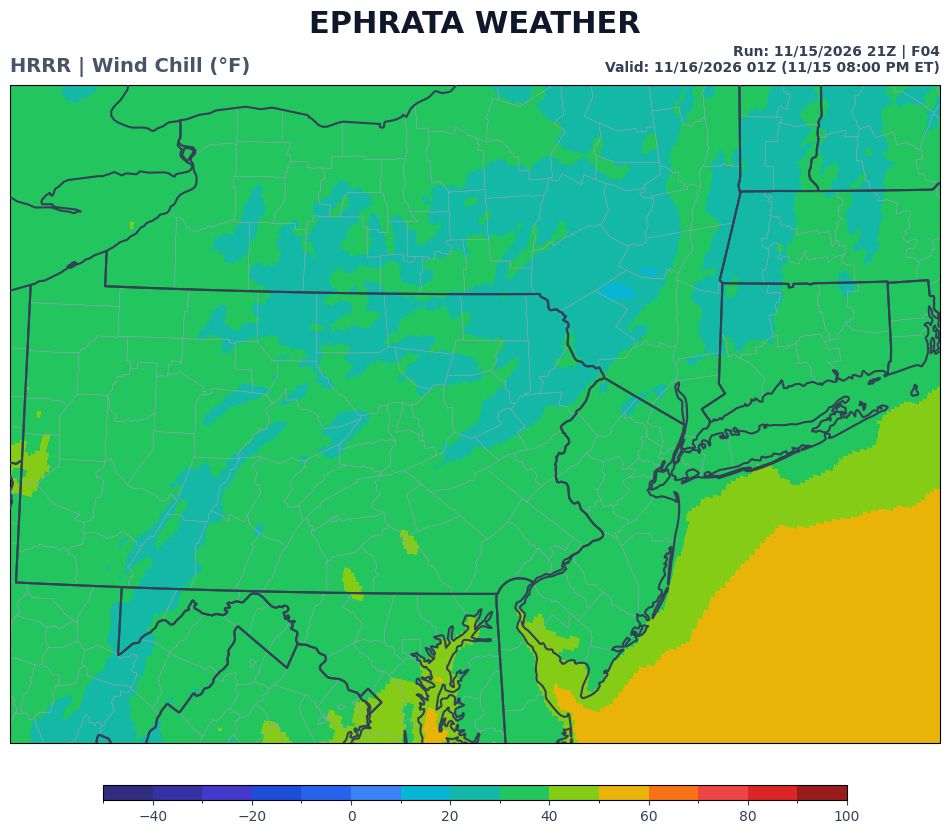 EPHRATA WEATHER
HRRR | Wind Chill (°F)
Run: 11/15/2026 21Z | F04
Valid: 11/16/2026 01Z (11/15 08:00 PM ET)
−40 −20 0 20 40 60 80 100